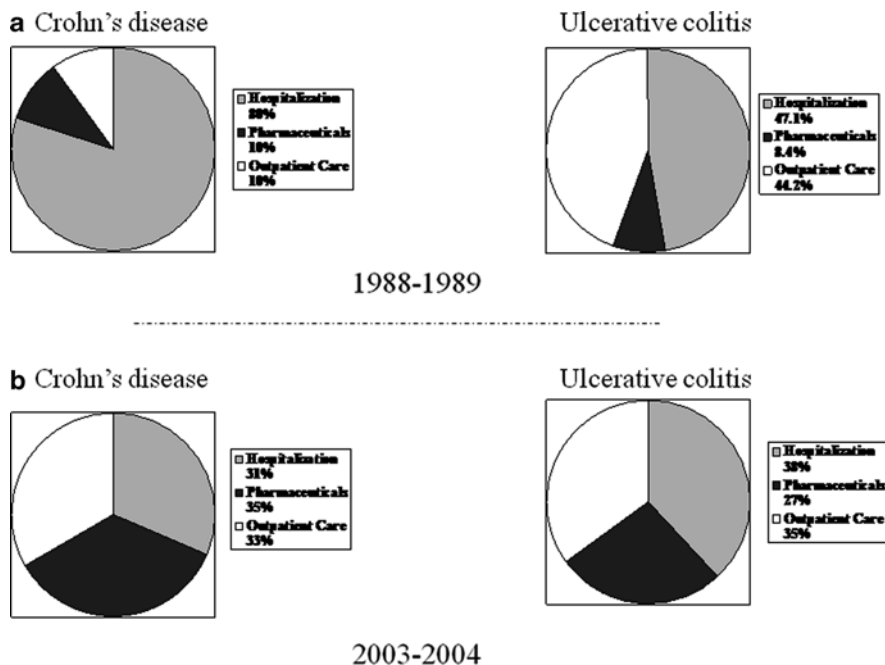 a Crohn's disease
Ulcerative colitis
Hospitalization
80%
Pharmaceuticals
10%
Outpatient Care
10%
Hospitalization
47.1%
Pharmaceuticals
8.4%
Outpatient Care
44.2%
1988-1989
b Crohn's disease
Ulcerative colitis
Hospitalization
31%
Pharmaceuticals
35%
Outpatient Care
33%
Hospitalization
38%
Pharmaceuticals
27%
Outpatient Care
35%
2003-2004